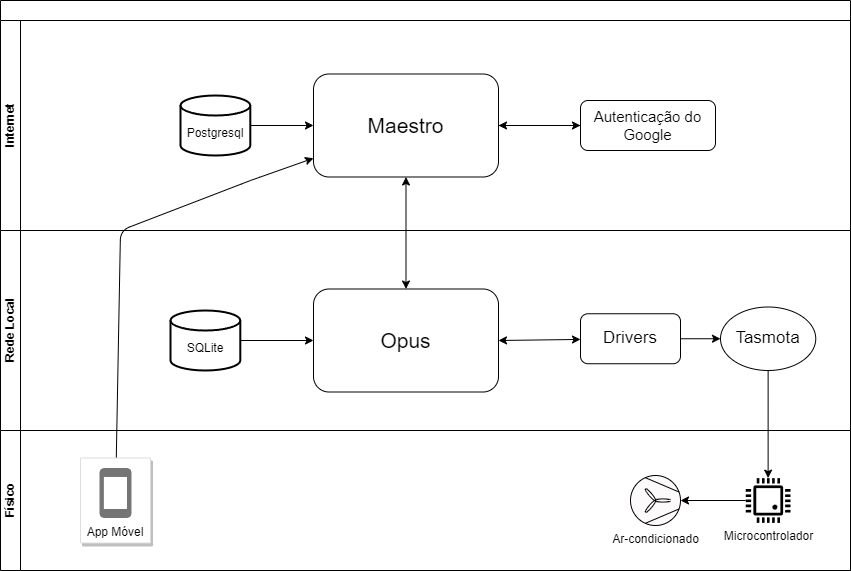 Internet
Postgresql
Maestro
Autenticação do
Google
Rede Local
SQLite
Opus
Drivers
Tasmota
Físico
App Móvel
Ar-condicionado
Microcontrolador